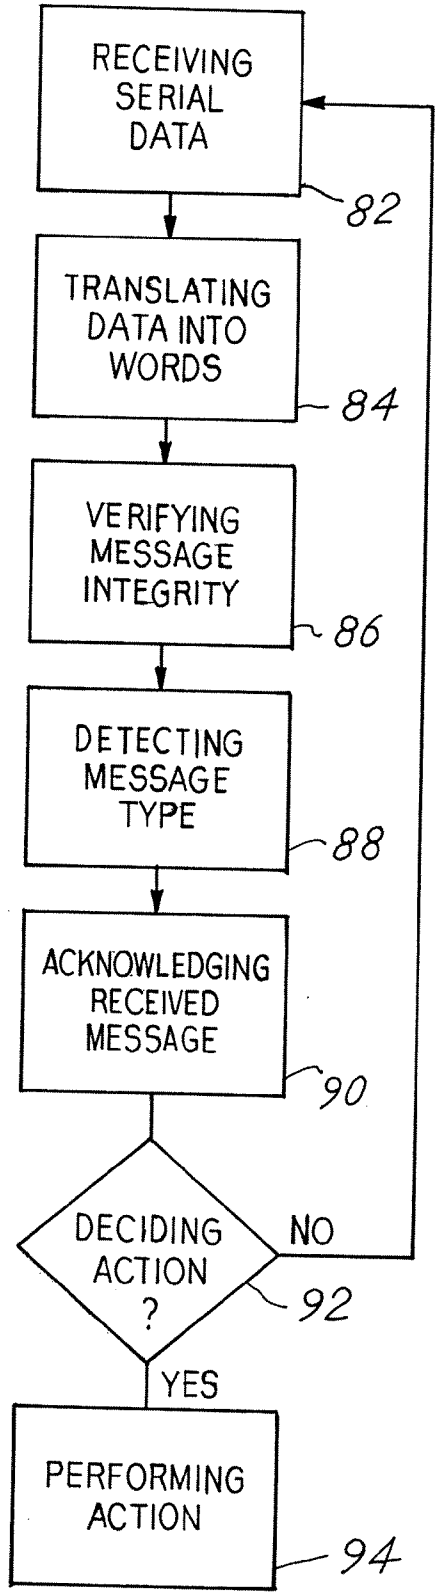 RECEIVING
SERIAL
DATA
82
TRANSLATING
DATA INTO
WORDS
84
VERIFYING
MESSAGE
INTEGRITY
86
DETECTING
MESSAGE
TYPE
88
ACKNOWLEDGING
RECEIVED
MESSAGE
90
DECIDING
ACTION
?
NO
92
YES
PERFORMING
ACTION
94